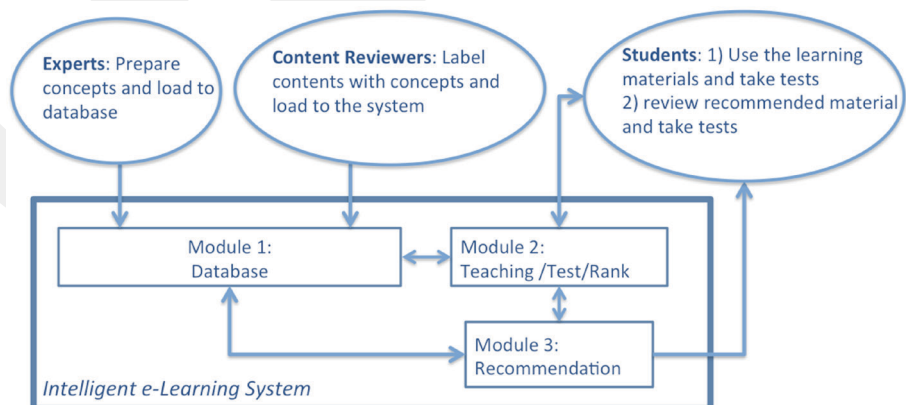 Experts: Prepare
concepts and load to
database
Content Reviewers: Label
contents with concepts and
load to the system
Students: 1) Use the learning
materials and take tests
2) review recommended material
and take tests
Module 1:
Database
Module 2:
Teaching /Test/Rank
Module 3:
Recommendation
Intelligent e-Learning System